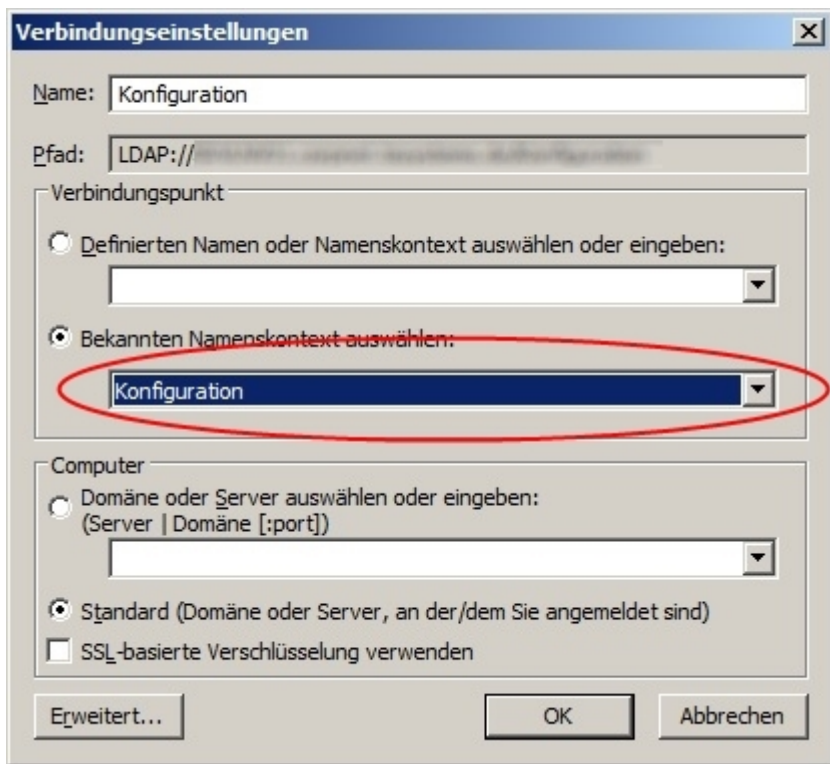 Verbindungseinstellungen
Name: Konfiguration
Pfad: LDAP://
Verbindungspunkt
Definierten Namen oder Namenskontext auswählen oder eingeben:
Bekannten Namenskontext auswählen:
Konfiguration
Computer
Domäne oder Server auswählen oder eingeben:
(Server | Domäne [:port])
Standard (Domäne oder Server, an der/dem Sie angemeldet sind)
SSL-basierte Verschlüsselung verwenden
Erweitert... OK Abbrechen